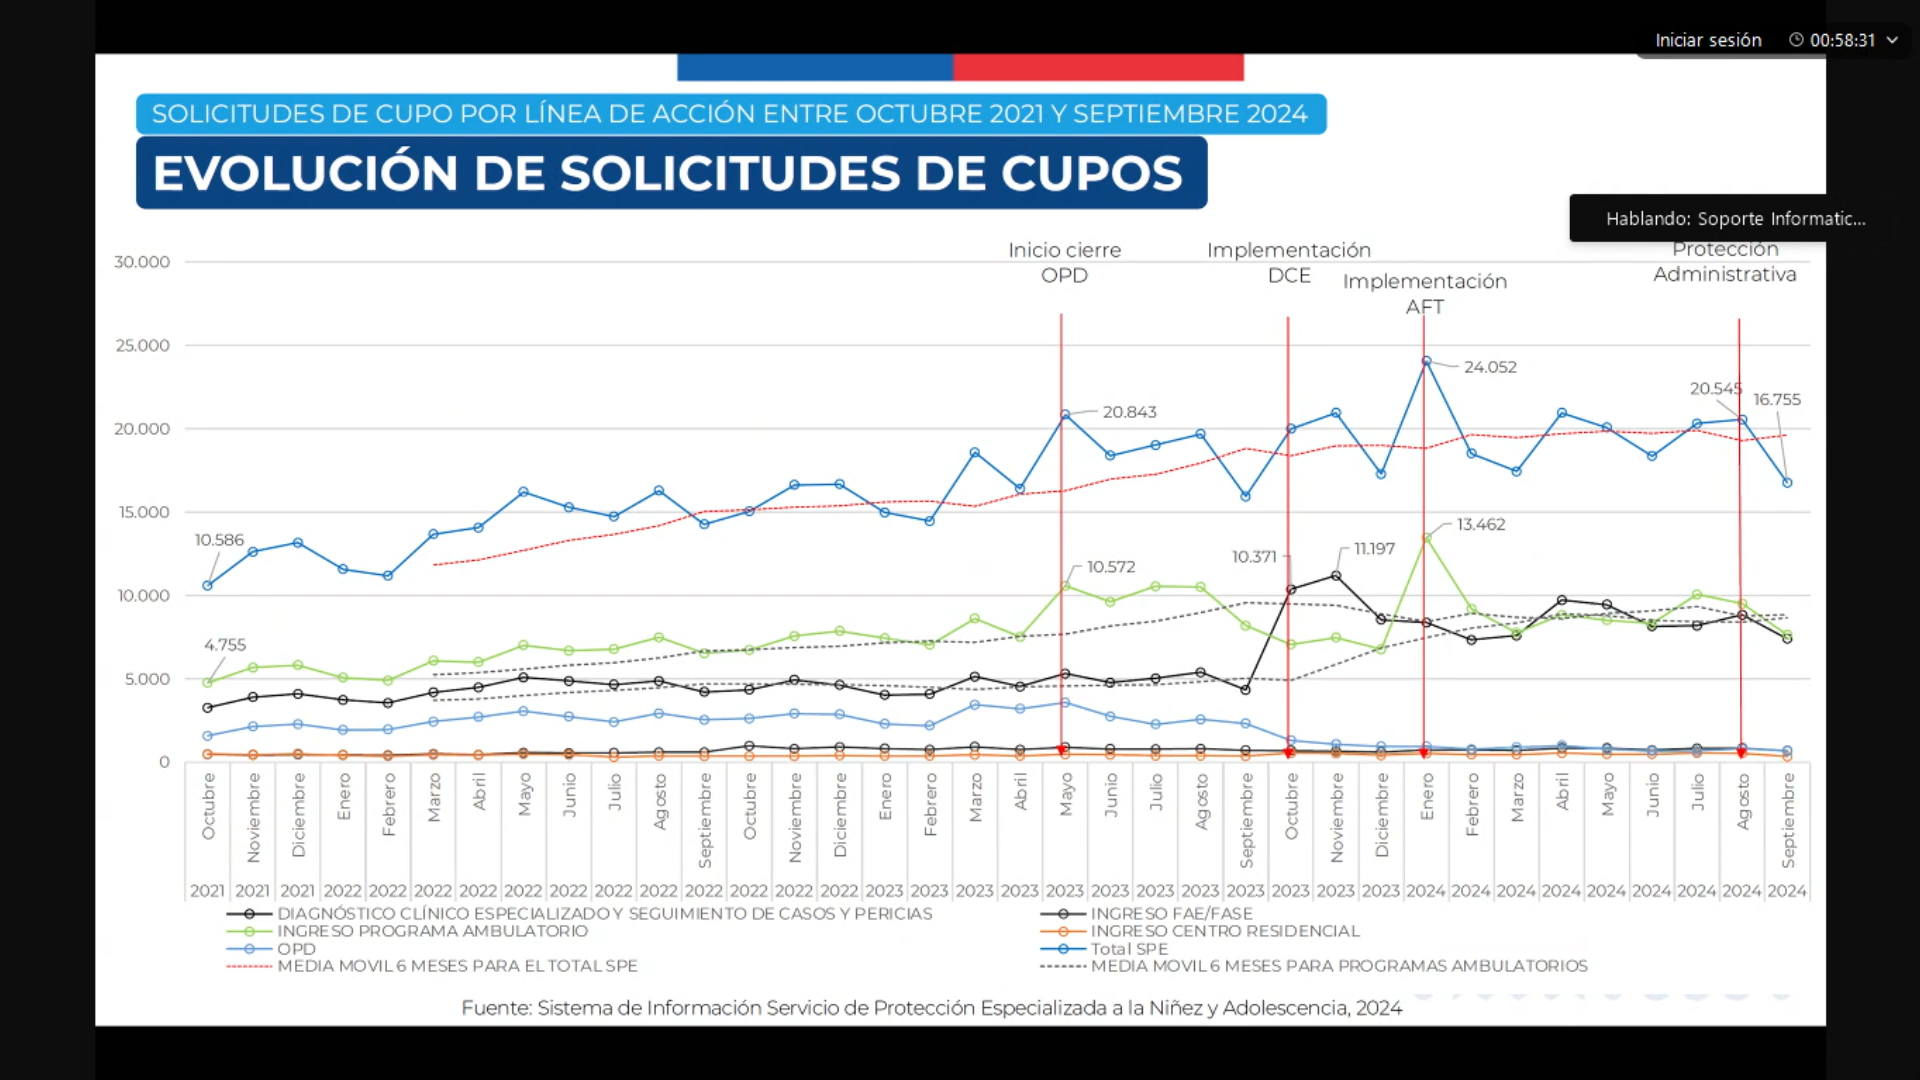 Iniciar sesión 00:58:31
SOLICITUDES DE CUPO POR LÍNEA DE ACCIÓN ENTRE OCTUBRE 2021 Y SEPTIEMBRE 2024
EVOLUCIÓN DE SOLICITUDES DE CUPOS
Hablando: Soporte Informatic...
Inicio cierre
OPD
Implementación
DCE
Implementación
AFT
Protección
Administrativa
30.000
25.000
20.000
15.000
10.000
5.000
0
10.586
4.755
20.843
10.572
10.371
11.197
24.052
13.462
20.545
16.755
Octubre Noviembre Diciembre Enero Febrero Marzo Abril Mayo Junio Julio Agosto Septiembre Octubre Noviembre Diciembre Enero Febrero Marzo Abril Mayo Junio Julio Agosto Septiembre Octubre Noviembre Diciembre Enero Febrero Marzo Abril Mayo Junio Julio Agosto Septiembre
2021 2021 2021 2022 2022 2022 2022 2022 2022 2022 2022 2022 2022 2022 2022 2023 2023 2023 2023 2023 2023 2023 2023 2023 2023 2023 2023 2024 2024 2024 2024 2024 2024 2024 2024 2024
DIAGNÓSTICO CLÍNICO ESPECIALIZADO Y SEGUIMIENTO DE CASOS Y PERICIAS INGRESO FAE/FASE
INGRESO PROGRAMA AMBULATORIO INGRESO CENTRO RESIDENCIAL
OPD Total SPE
MEDIA MOVIL 6 MESES PARA EL TOTAL SPE MEDIA MOVIL 6 MESES PARA PROGRAMAS AMBULATORIOS
Fuente: Sistema de Información Servicio de Protección Especializada a la Niñez y Adolescencia, 2024